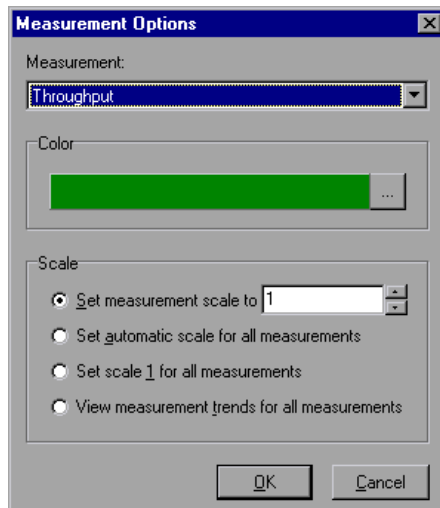 Measurement Options
Measurement:
Throughput
Color
...
Scale
Set measurement scale to 1
Set automatic scale for all measurements
Set scale 1 for all measurements
View measurement trends for all measurements
OK Cancel